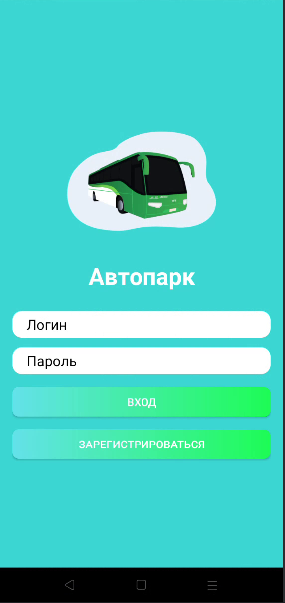 Автопарк
Логин
Пароль
ВХОД
ЗАРЕГИСТРИРОВАТЬСЯ